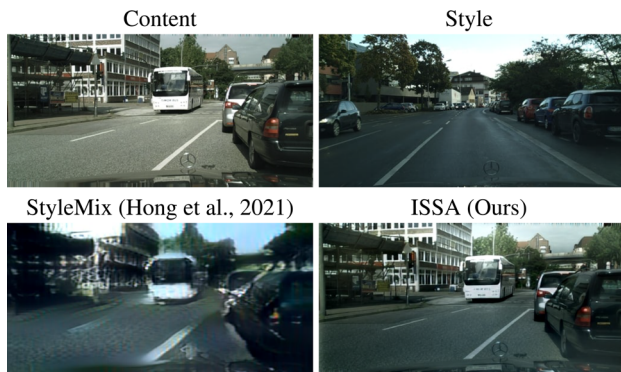 Content
Style
StyleMix (Hong et al., 2021)
ISSA (Ours)